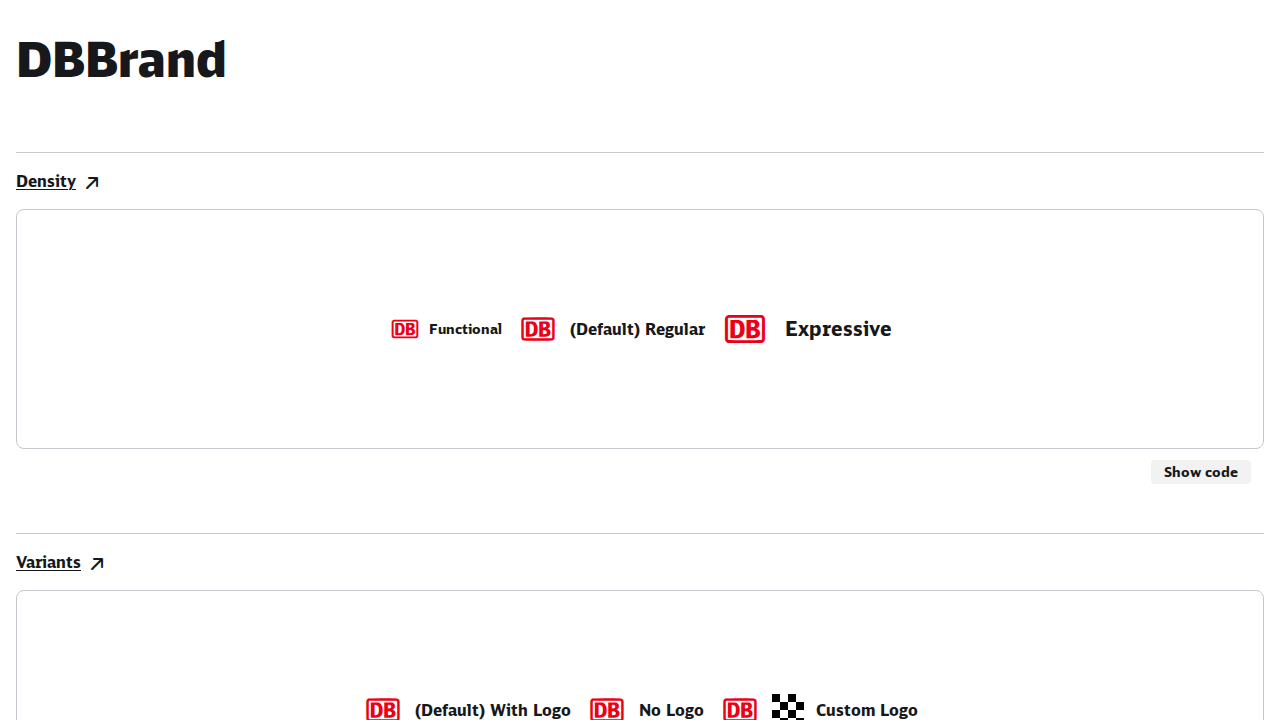 DBBrand
Density
DB Functional DB (Default) Regular DB Expressive
Show code
Variants
DB (Default) With Logo DB No Logo DB Custom Logo